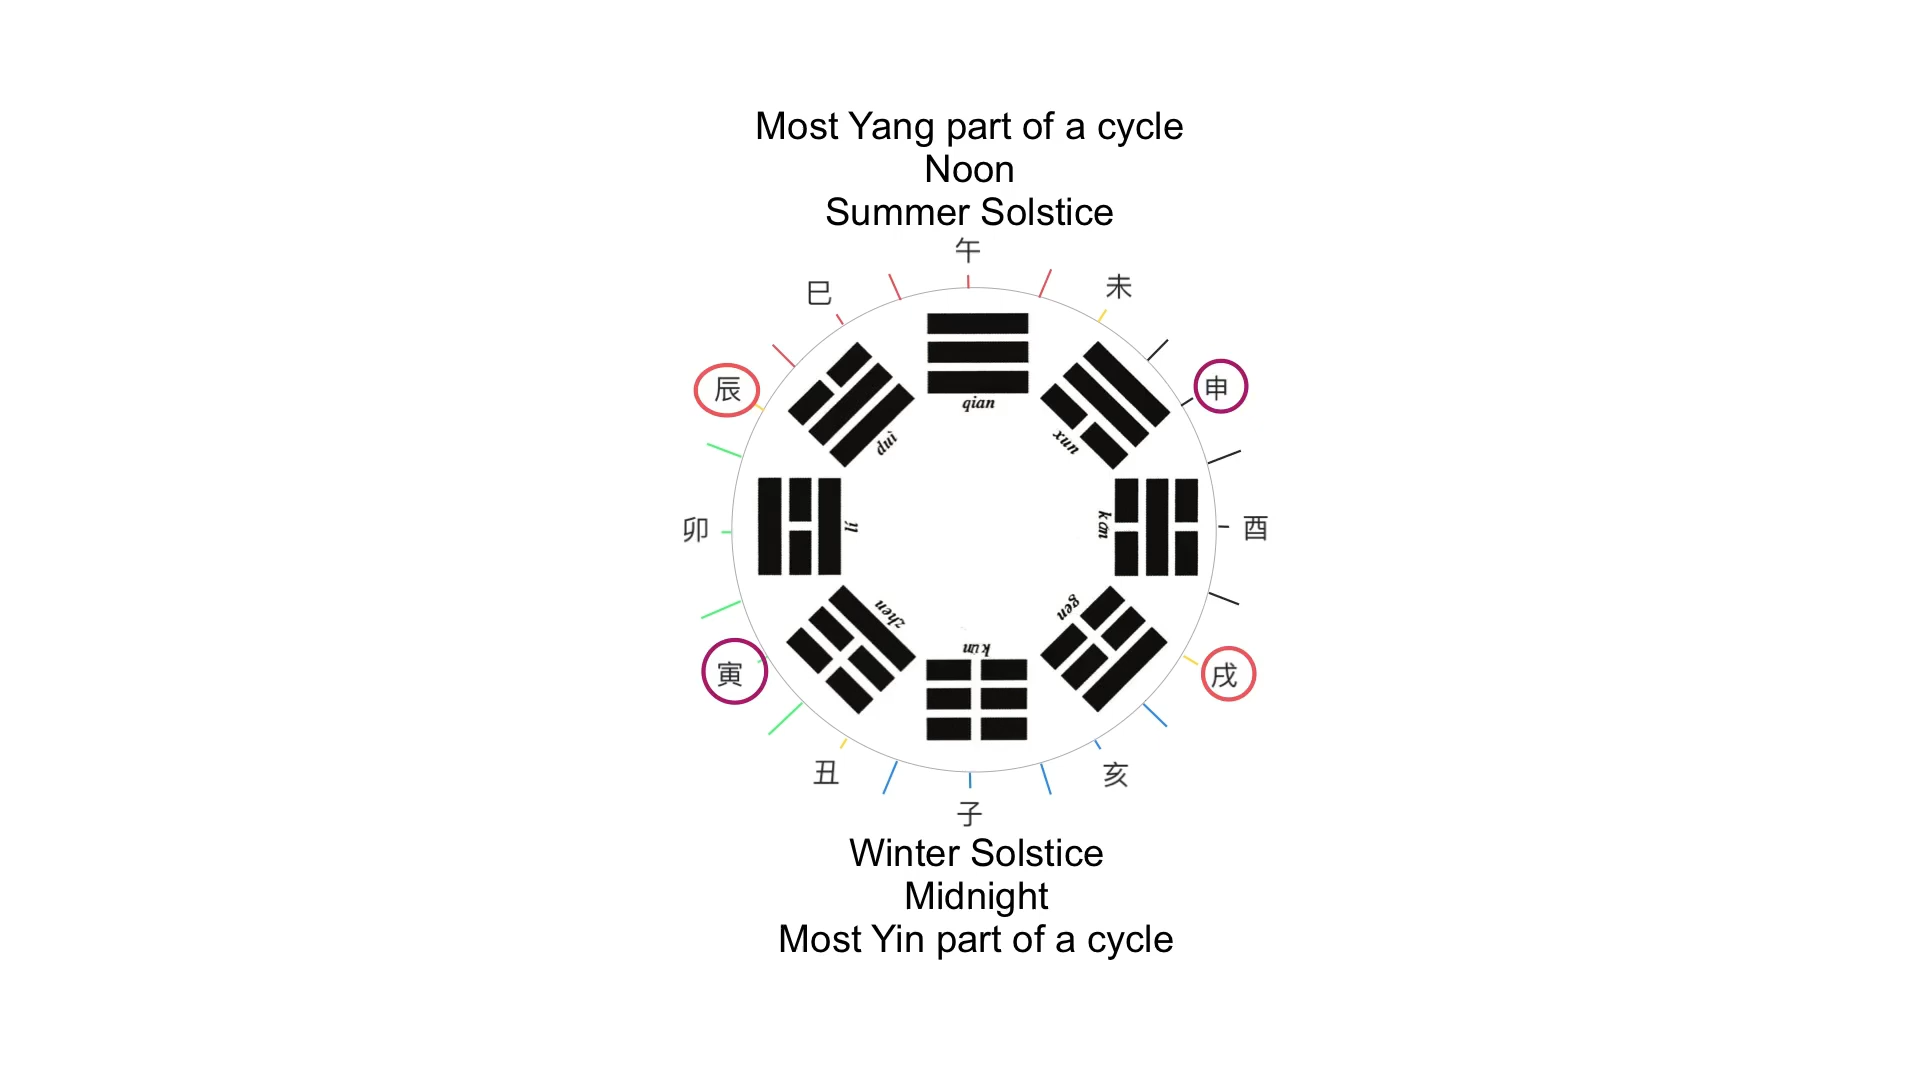 Most Yang part of a cycle
Noon
Summer Solstice
午
巳
未
辰
申
qian
dui
xun
卯
li
kan
酉
zhen
gen
寅
kun
戌
丑
亥
子
Winter Solstice
Midnight
Most Yin part of a cycle